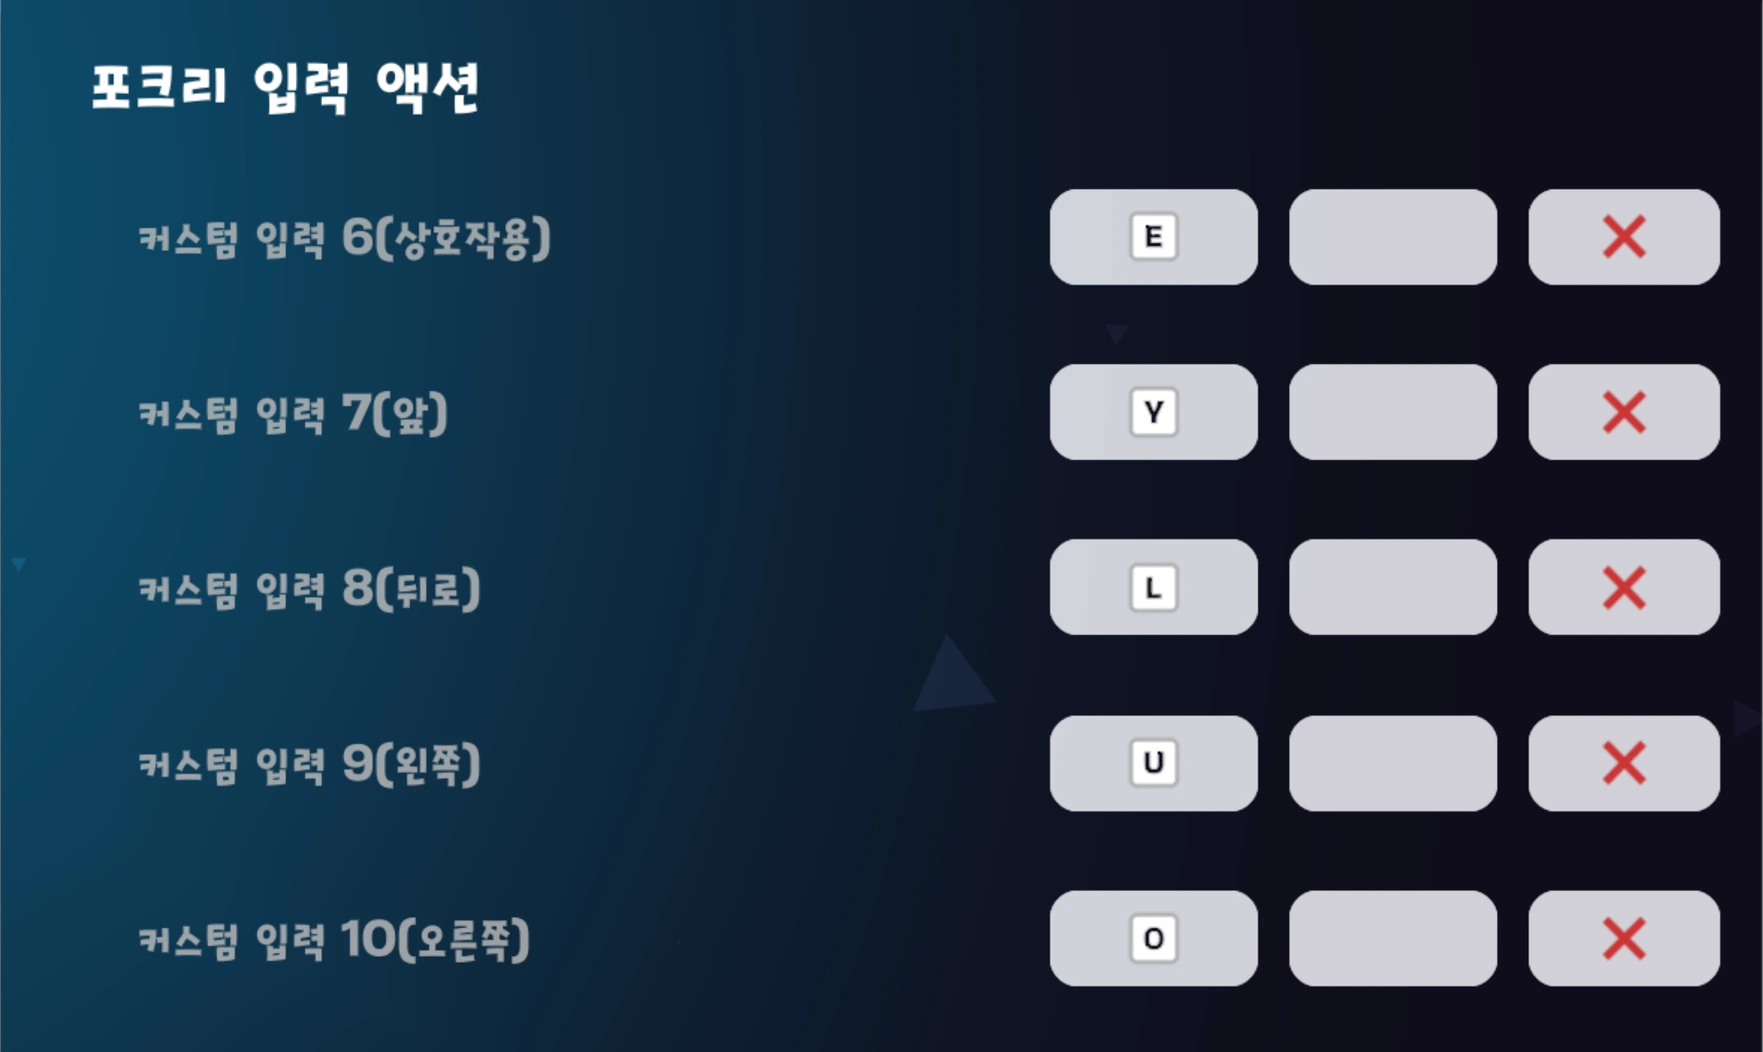 포크리 입력 액션
커스텀 입력 6(상호작용) E
커스텀 입력 7(앞) Y
커스텀 입력 8(뒤로) L
커스텀 입력 9(왼쪽) U
커스텀 입력 10(오른쪽) O